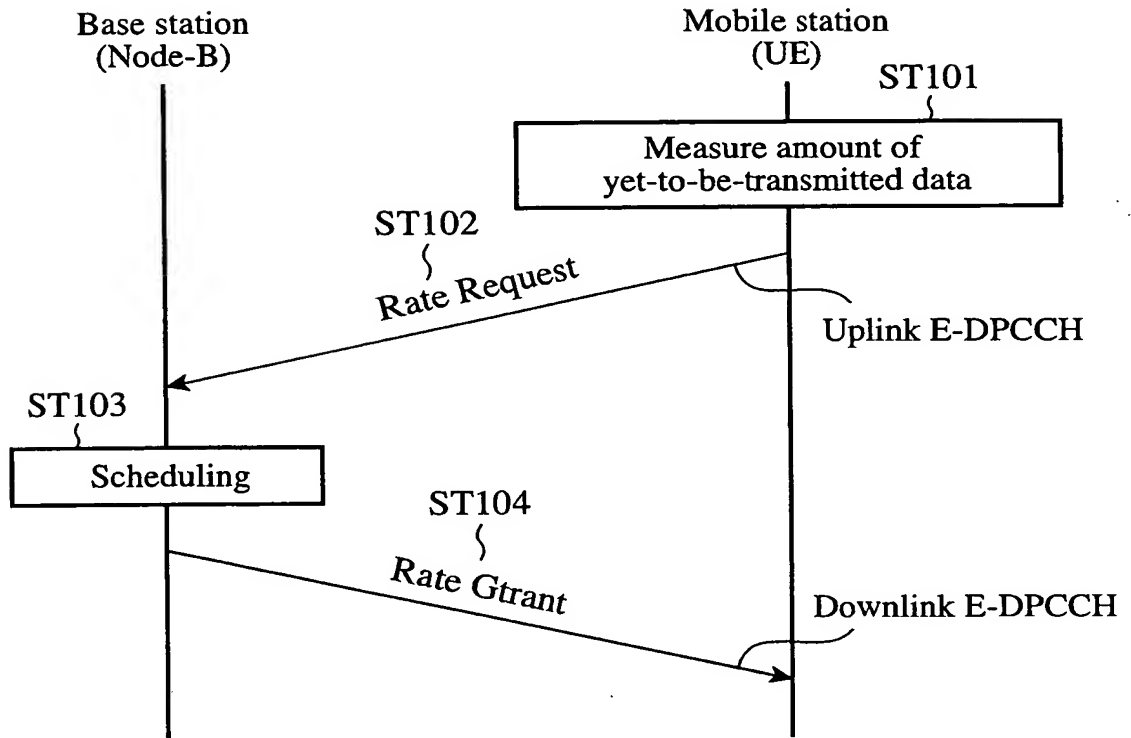 Base station
(Node-B)
Mobile station
(UE)
ST101
Measure amount of
yet-to-be-transmitted data
ST102
Rate Request
Uplink E-DPCCH
ST103
Scheduling
ST104
Rate Gtrant
Downlink E-DPCCH